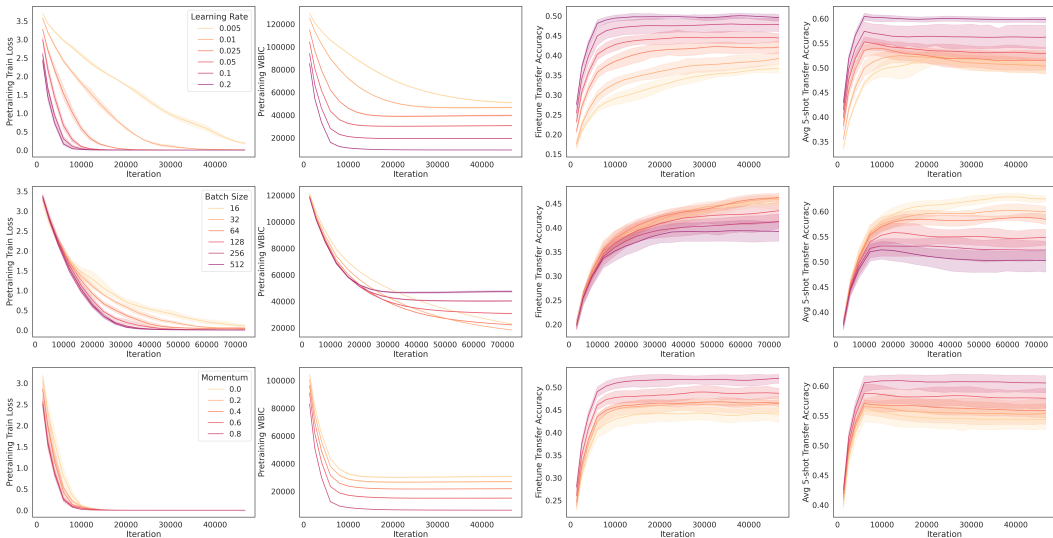 Pretraining Train Loss
3.5
3.0
2.5
2.0
1.5
1.0
0.5
0.0
0 10000 20000 30000 40000
Iteration
Learning Rate
0.005
0.01
0.025
0.05
0.1
0.2
Pretraining WBIC
120000
100000
80000
60000
40000
20000
0 10000 20000 30000 40000
Iteration
Finetune Transfer Accuracy
0.50
0.45
0.40
0.35
0.30
0.25
0.20
0.15
0 10000 20000 30000 40000
Iteration
Avg 5-shot Transfer Accuracy
0.60
0.55
0.50
0.45
0.40
0.35
0 10000 20000 30000 40000
Iteration
Pretraining Train Loss
3.5
3.0
2.5
2.0
1.5
1.0
0.5
0.0
0 10000 20000 30000 40000 50000 60000 70000
Iteration
Batch Size
16
32
64
128
256
512
Pretraining WBIC
120000
100000
80000
60000
40000
20000
0 10000 20000 30000 40000 50000 60000 70000
Iteration
Finetune Transfer Accuracy
0.45
0.40
0.35
0.30
0.25
0.20
0 10000 20000 30000 40000 50000 60000 70000
Iteration
Avg 5-shot Transfer Accuracy
0.60
0.55
0.50
0.45
0.40
0 10000 20000 30000 40000 50000 60000 70000
Iteration
Pretraining Train Loss
3.0
2.5
2.0
1.5
1.0
0.5
0.0
0 10000 20000 30000 40000
Iteration
Momentum
0.0
0.2
0.4
0.6
0.8
Pretraining WBIC
100000
80000
60000
40000
20000
0 10000 20000 30000 40000
Iteration
Finetune Transfer Accuracy
0.50
0.45
0.40
0.35
0.30
0.25
0 10000 20000 30000 40000
Iteration
Avg 5-shot Transfer Accuracy
0.60
0.55
0.50
0.45
0.40
0 10000 20000 30000 40000
Iteration